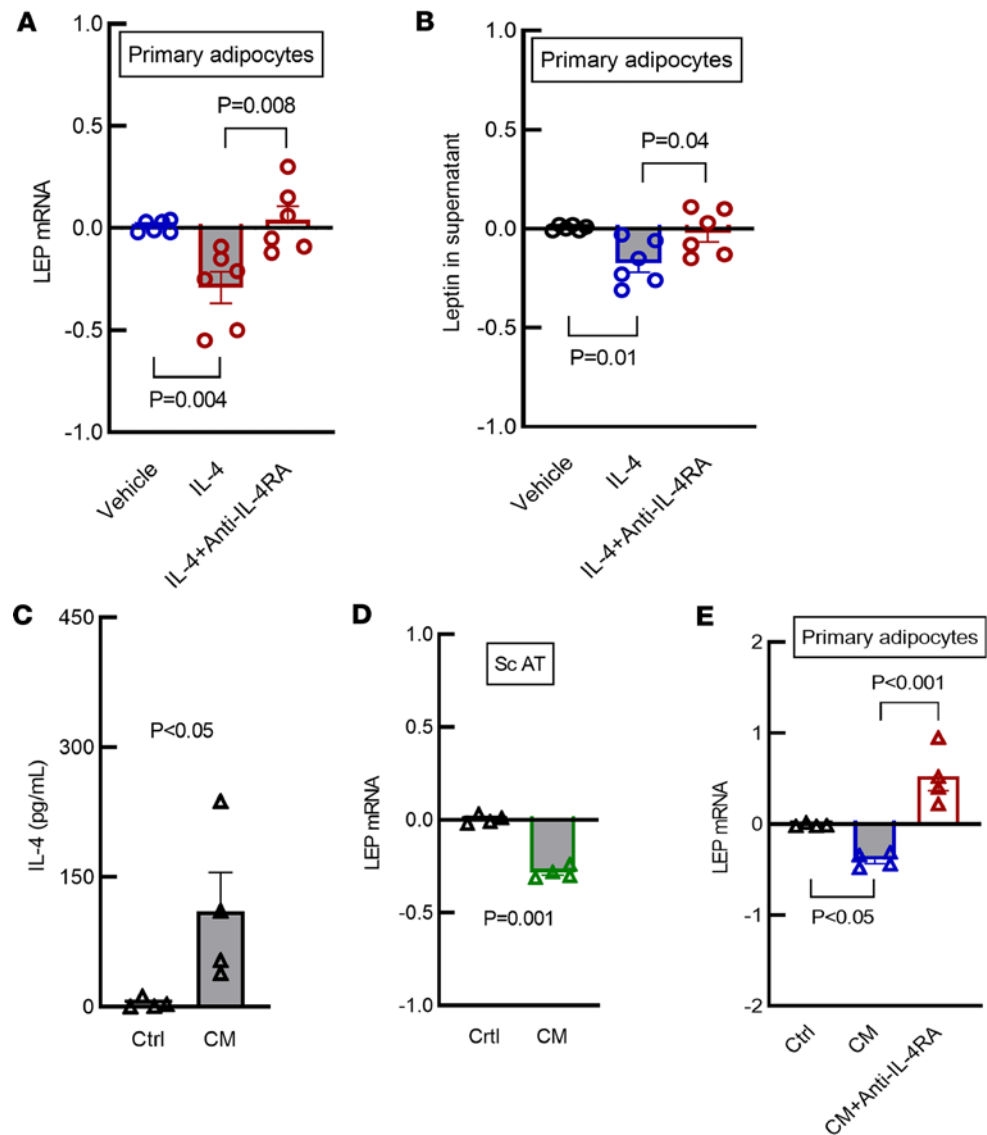 A
1.0
Primary adipocytes
P=0.008
0.5
LEP mRNA
0.0
-0.5
P=0.004
-1.0
Vehicle
IL-4
IL-4+Anti-IL-4RA
B
1.0
Primary adipocytes
0.5
P=0.04
Leptin in supernatant
0.0
-0.5
P=0.01
-1.0
Vehicle
IL-4
IL-4+Anti-IL-4RA
C
450
P<0.05
300
IL-4 (pg/mL)
150
0
Ctrl
CM
D
1.0
Sc AT
0.5
LEP mRNA
0.0
-0.5
P=0.001
-1.0
Crtl
CM
E
Primary adipocytes
2
P<0.001
1
LEP mRNA
0
P<0.05
-1
-2
Ctrl
CM
CM+Anti-IL-4RA